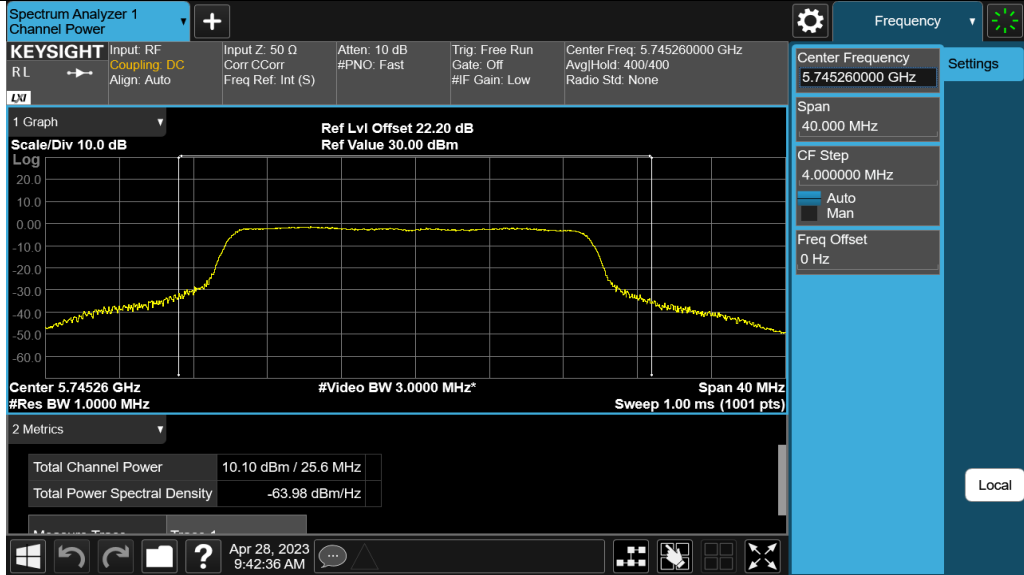 Spectrum Analyzer 1
Channel Power
+
Frequency
KEYSIGHT
R L
LXI
Input: RF
Coupling: DC
Align: Auto
Input Z: 50 Ω
Corr CCorr
Freq Ref: Int (S)
Atten: 10 dB
#PNO: Fast
Trig: Free Run
Gate: Off
#IF Gain: Low
Center Freq: 5.745260000 GHz
Avg|Hold: 400/400
Radio Std: None
Center Frequency
5.745260000 GHz
Settings
Span
40.000 MHz
CF Step
4.000000 MHz
Auto
Man
Freq Offset
0 Hz
Local
1 Graph
Scale/Div 10.0 dB
Ref Lvl Offset 22.20 dB
Ref Value 30.00 dBm
Log
20.0
10.0
0.00
-10.0
-20.0
-30.0
-40.0
-50.0
-60.0
Center 5.74526 GHz
#Res BW 1.0000 MHz
#Video BW 3.0000 MHz*
Span 40 MHz
Sweep 1.00 ms (1001 pts)
2 Metrics
Total Channel Power 10.10 dBm / 25.6 MHz
Total Power Spectral Density -63.98 dBm/Hz
Measure Trace Trace 1
?
Apr 28, 2023
9:42:36 AM